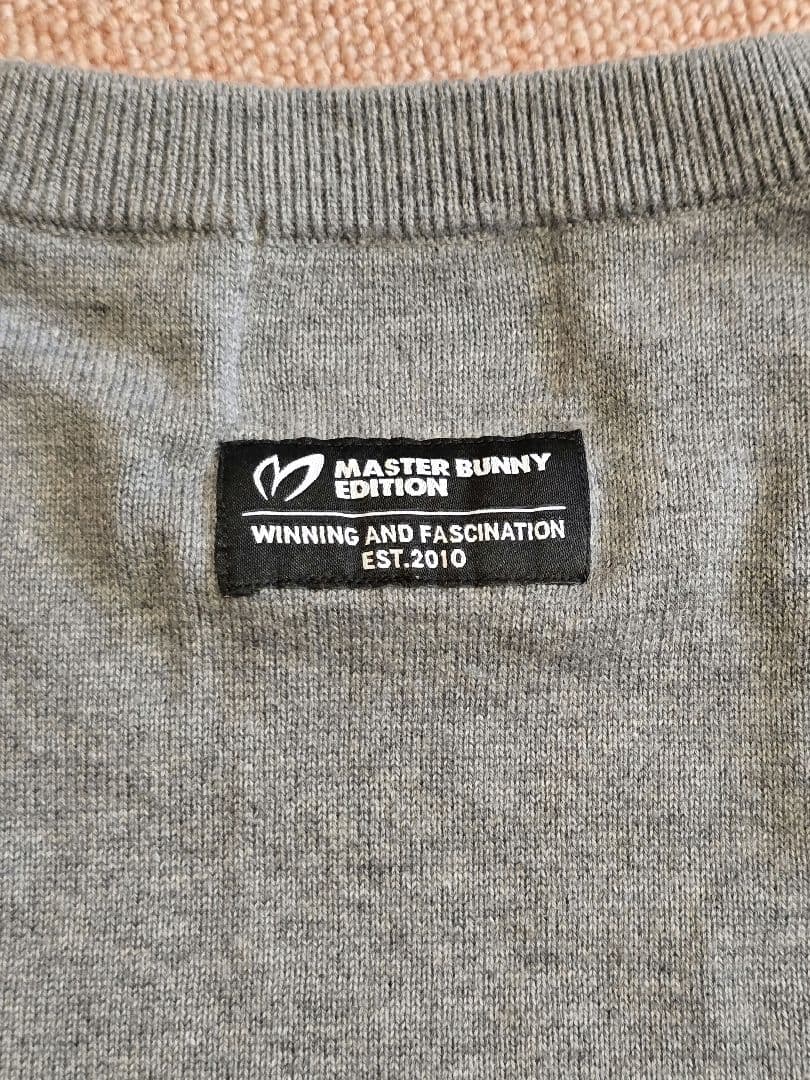 MASTER BUNNY
EDITION
WINNING AND FASCINATION
EST.2010